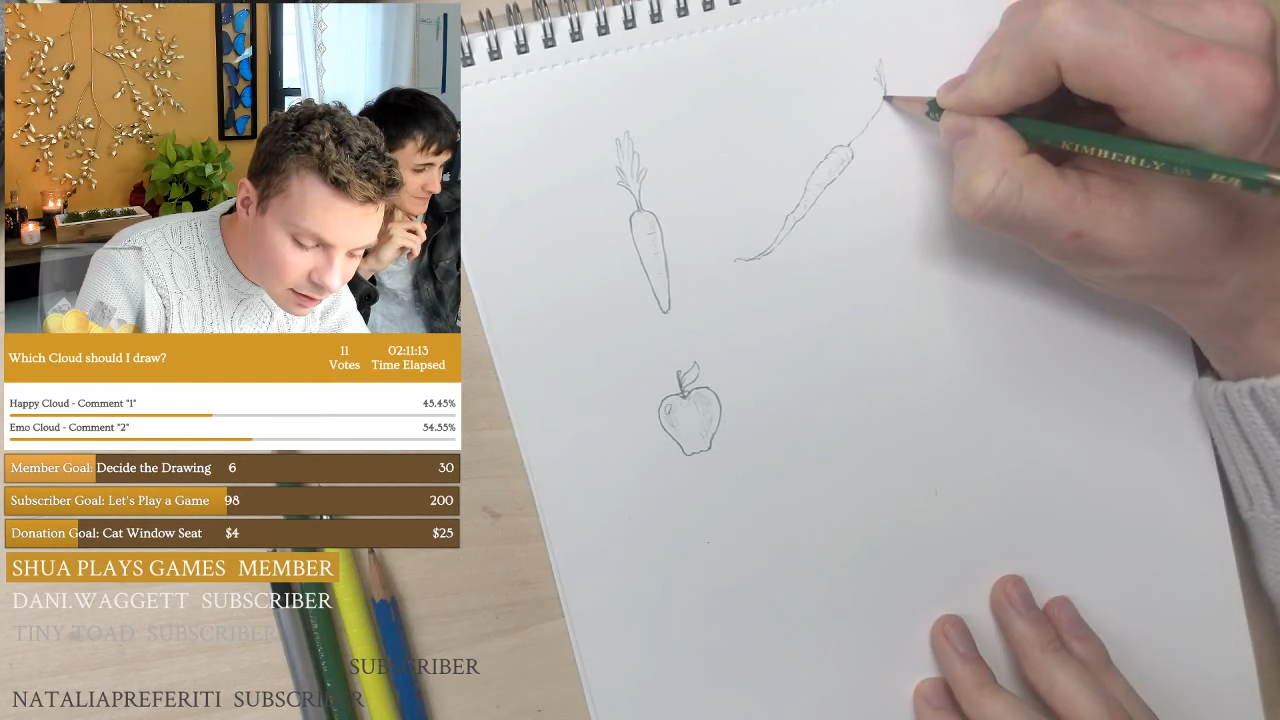 Which Cloud should I draw?
11
Votes
02:11:13
Time Elapsed
Happy Cloud - Comment "1"
45.45%
Emo Cloud - Comment "2"
54.55%
Member Goal: Decide the Drawing 6 30
Subscriber Goal: Let's Play a Game 98 200
Donation Goal: Cat Window Seat $4 $25
SHUA PLAYS GAMES MEMBER
DANI.WAGGETT SUBSCRIBER
TINY TOAD SUBSCRIBER
SUBSCRIBER
NATALIAPREFERITI SUBSCRIBER
KIMBERLY